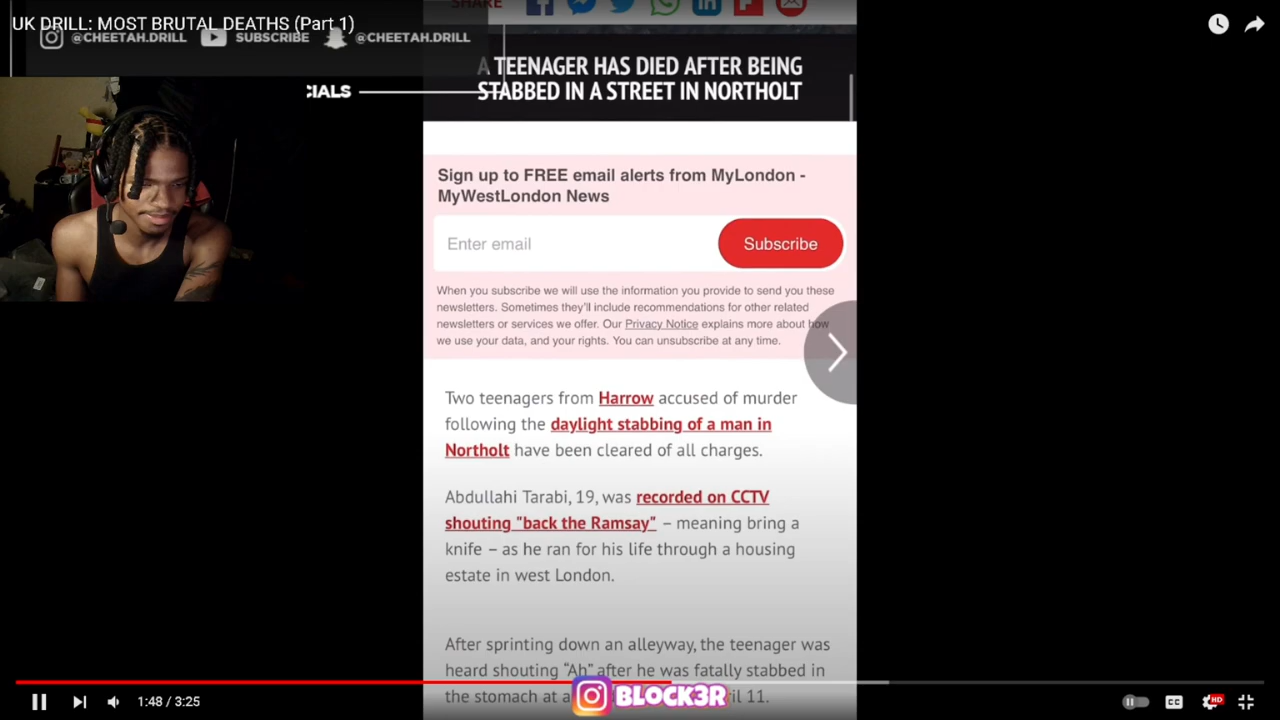 UK DRILL: MOST BRUTAL DEATHS (Part 1)
SHARE
@CHEETAH.DRILL SUBSCRIBE @CHEETAH.DRILL
CIALS
A TEENAGER HAS DIED AFTER BEING
STABBED IN A STREET IN NORTHOLT
Sign up to FREE email alerts from MyLondon -
MyWestLondon News
Enter email
Subscribe
When you subscribe we will use the information you provide to send you these
newsletters. Sometimes they'll include recommendations for other related
newsletters or services we offer. Our Privacy Notice explains more about how
we use your data, and your rights. You can unsubscribe at any time.
Two teenagers from Harrow accused of murder
following the daylight stabbing of a man in
Northolt have been cleared of all charges.
Abdullahi Tarabi, 19, was recorded on CCTV
shouting "back the Ramsay" – meaning bring a
knife – as he ran for his life through a housing
estate in west London.
After sprinting down an alleyway, the teenager was
heard shouting “Ah” after he was fatally stabbed in
the stomach at a
ril 11.
BLOCK3R
1:48 / 3:25
CC
HD